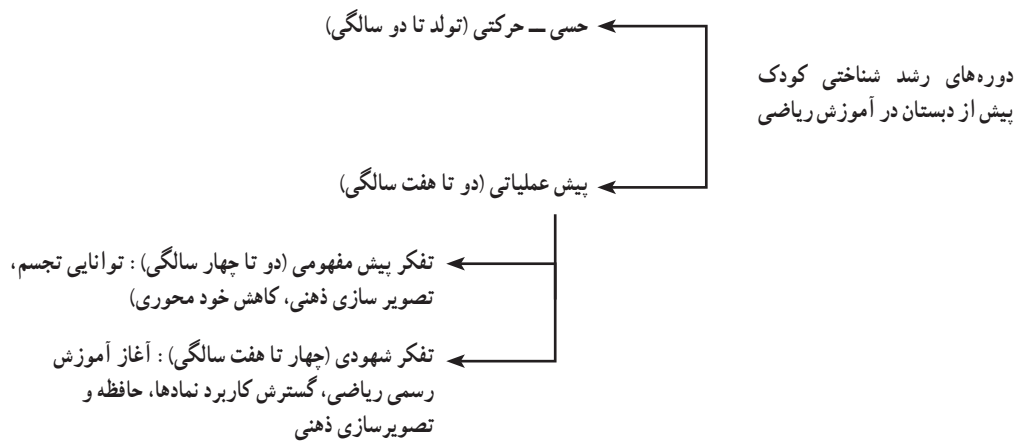 دوره‌های رشد شناختی کودک
پیش از دبستان در آموزش ریاضی
حسی ــ حرکتی (تولد تا دو سالگی)
پیش عملیاتی (دو تا هفت سالگی)
تفکر پیش مفهومی (دو تا چهار سالگی) : توانایی تجسم،
تصویر سازی ذهنی، کاهش خود محوری)
تفکر شهودی (چهار تا هفت سالگی) : آغاز آموزش
رسمی ریاضی، گسترش کاربرد نمادها، حافظه و
تصویرسازی ذهنی